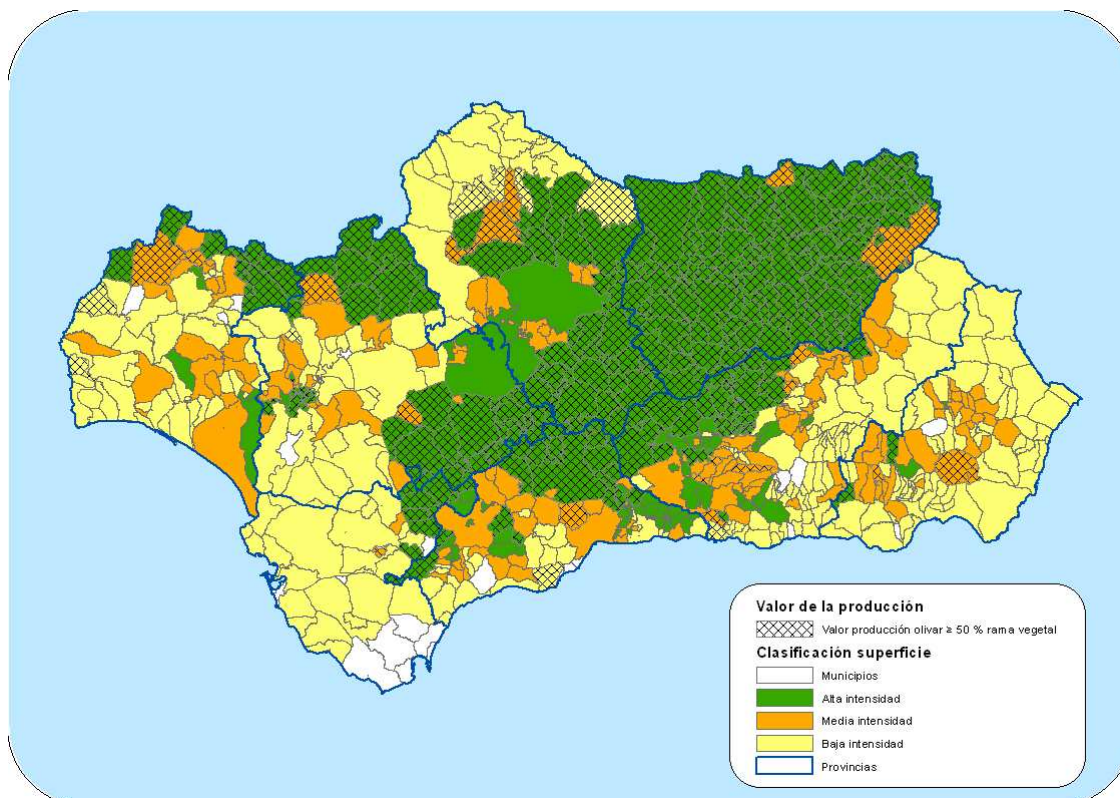 Valor de la producción
Valor producción olivar ≥ 50 % rama vegetal
Clasificación superficie
Municipios
Alta intensidad
Media intensidad
Baja intensidad
Provincias